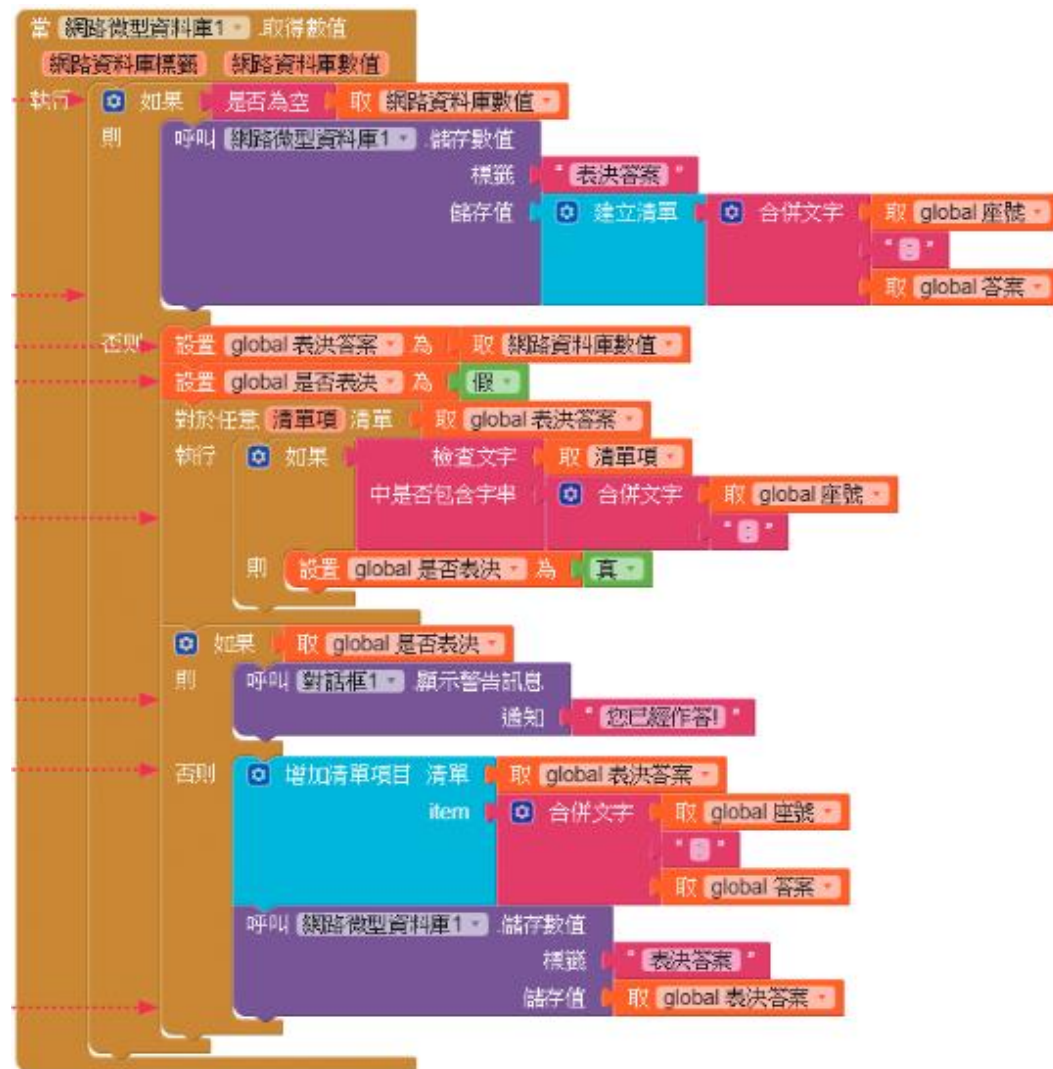 當 網路微型資料庫1 .取得數值
網路資料庫標籤 網路資料庫數值
執行 如果 是否為空 取 網路資料庫數值
則 呼叫 網路微型資料庫1 .儲存數值
標籤 " 表決答案 "
儲存值 建立清單 合併文字 取 global 座號
" : "
取 global 答案
否則 設置 global 表決答案 為 取 網路資料庫數值
設置 global 是否表決 為 假
對於任意 清單項 清單 取 global 表決答案
執行 如果 檢查文字 取 清單項
中是否包含字串 合併文字 取 global 座號
" : "
則 設置 global 是否表決 為 真
如果 取 global 是否表決
則 呼叫 對話框1 .顯示警告訊息
通知 " 您已經作答! "
否則 增加清單項目 清單 取 global 表決答案
item 合併文字 取 global 座號
" : "
取 global 答案
呼叫 網路微型資料庫1 .儲存數值
標籤 " 表決答案 "
儲存值 取 global 表決答案